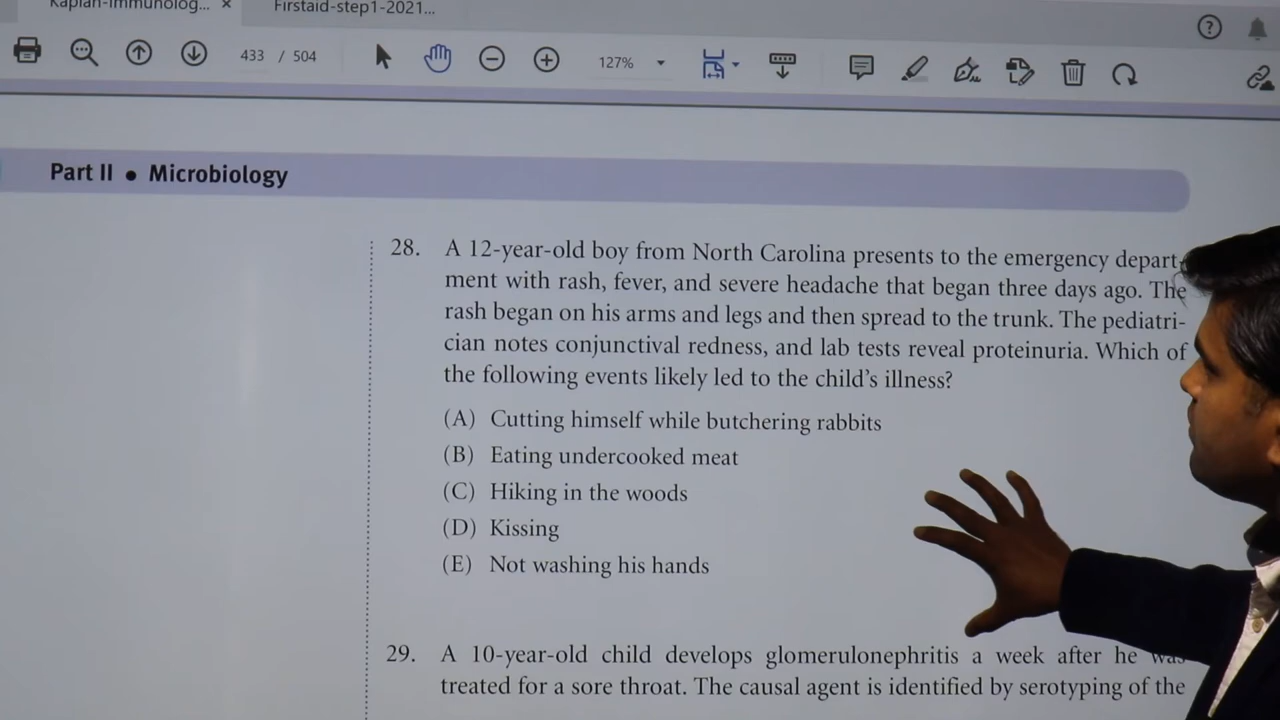 Kaplan-Immunolog... ×
Firstaid-step1-2021...
433 / 504
127%
Part II • Microbiology
28. A 12-year-old boy from North Carolina presents to the emergency depart-
ment with rash, fever, and severe headache that began three days ago. The
rash began on his arms and legs and then spread to the trunk. The pediatri-
cian notes conjunctival redness, and lab tests reveal proteinuria. Which of
the following events likely led to the child's illness?
(A) Cutting himself while butchering rabbits
(B) Eating undercooked meat
(C) Hiking in the woods
(D) Kissing
(E) Not washing his hands
29. A 10-year-old child develops glomerulonephritis a week after he was
treated for a sore throat. The causal agent is identified by serotyping of the